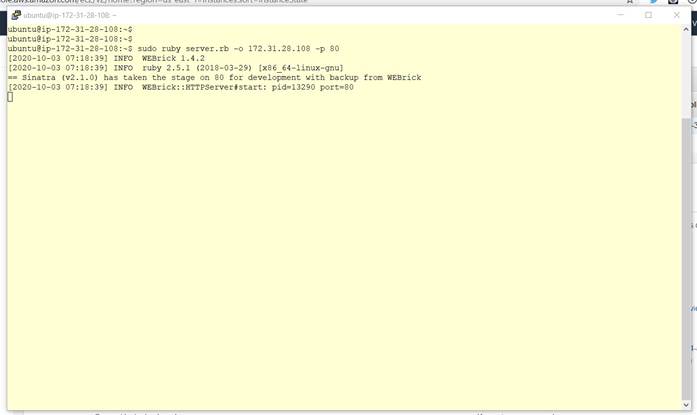 ubuntu@ip-172-31-28-108: ~
ubuntu@ip-172-31-28-108:~$
ubuntu@ip-172-31-28-108:~$
ubuntu@ip-172-31-28-108:~$ sudo ruby server.rb -o 172.31.28.108 -p 80
[2020-10-03 07:18:39] INFO  WEBrick 1.4.2
[2020-10-03 07:18:39] INFO  ruby 2.5.1 (2018-03-29) [x86_64-linux-gnu]
== Sinatra (v2.1.0) has taken the stage on 80 for development with backup from WEBrick
[2020-10-03 07:18:39] INFO  WEBrick::HTTPServer#start: pid=13290 port=80